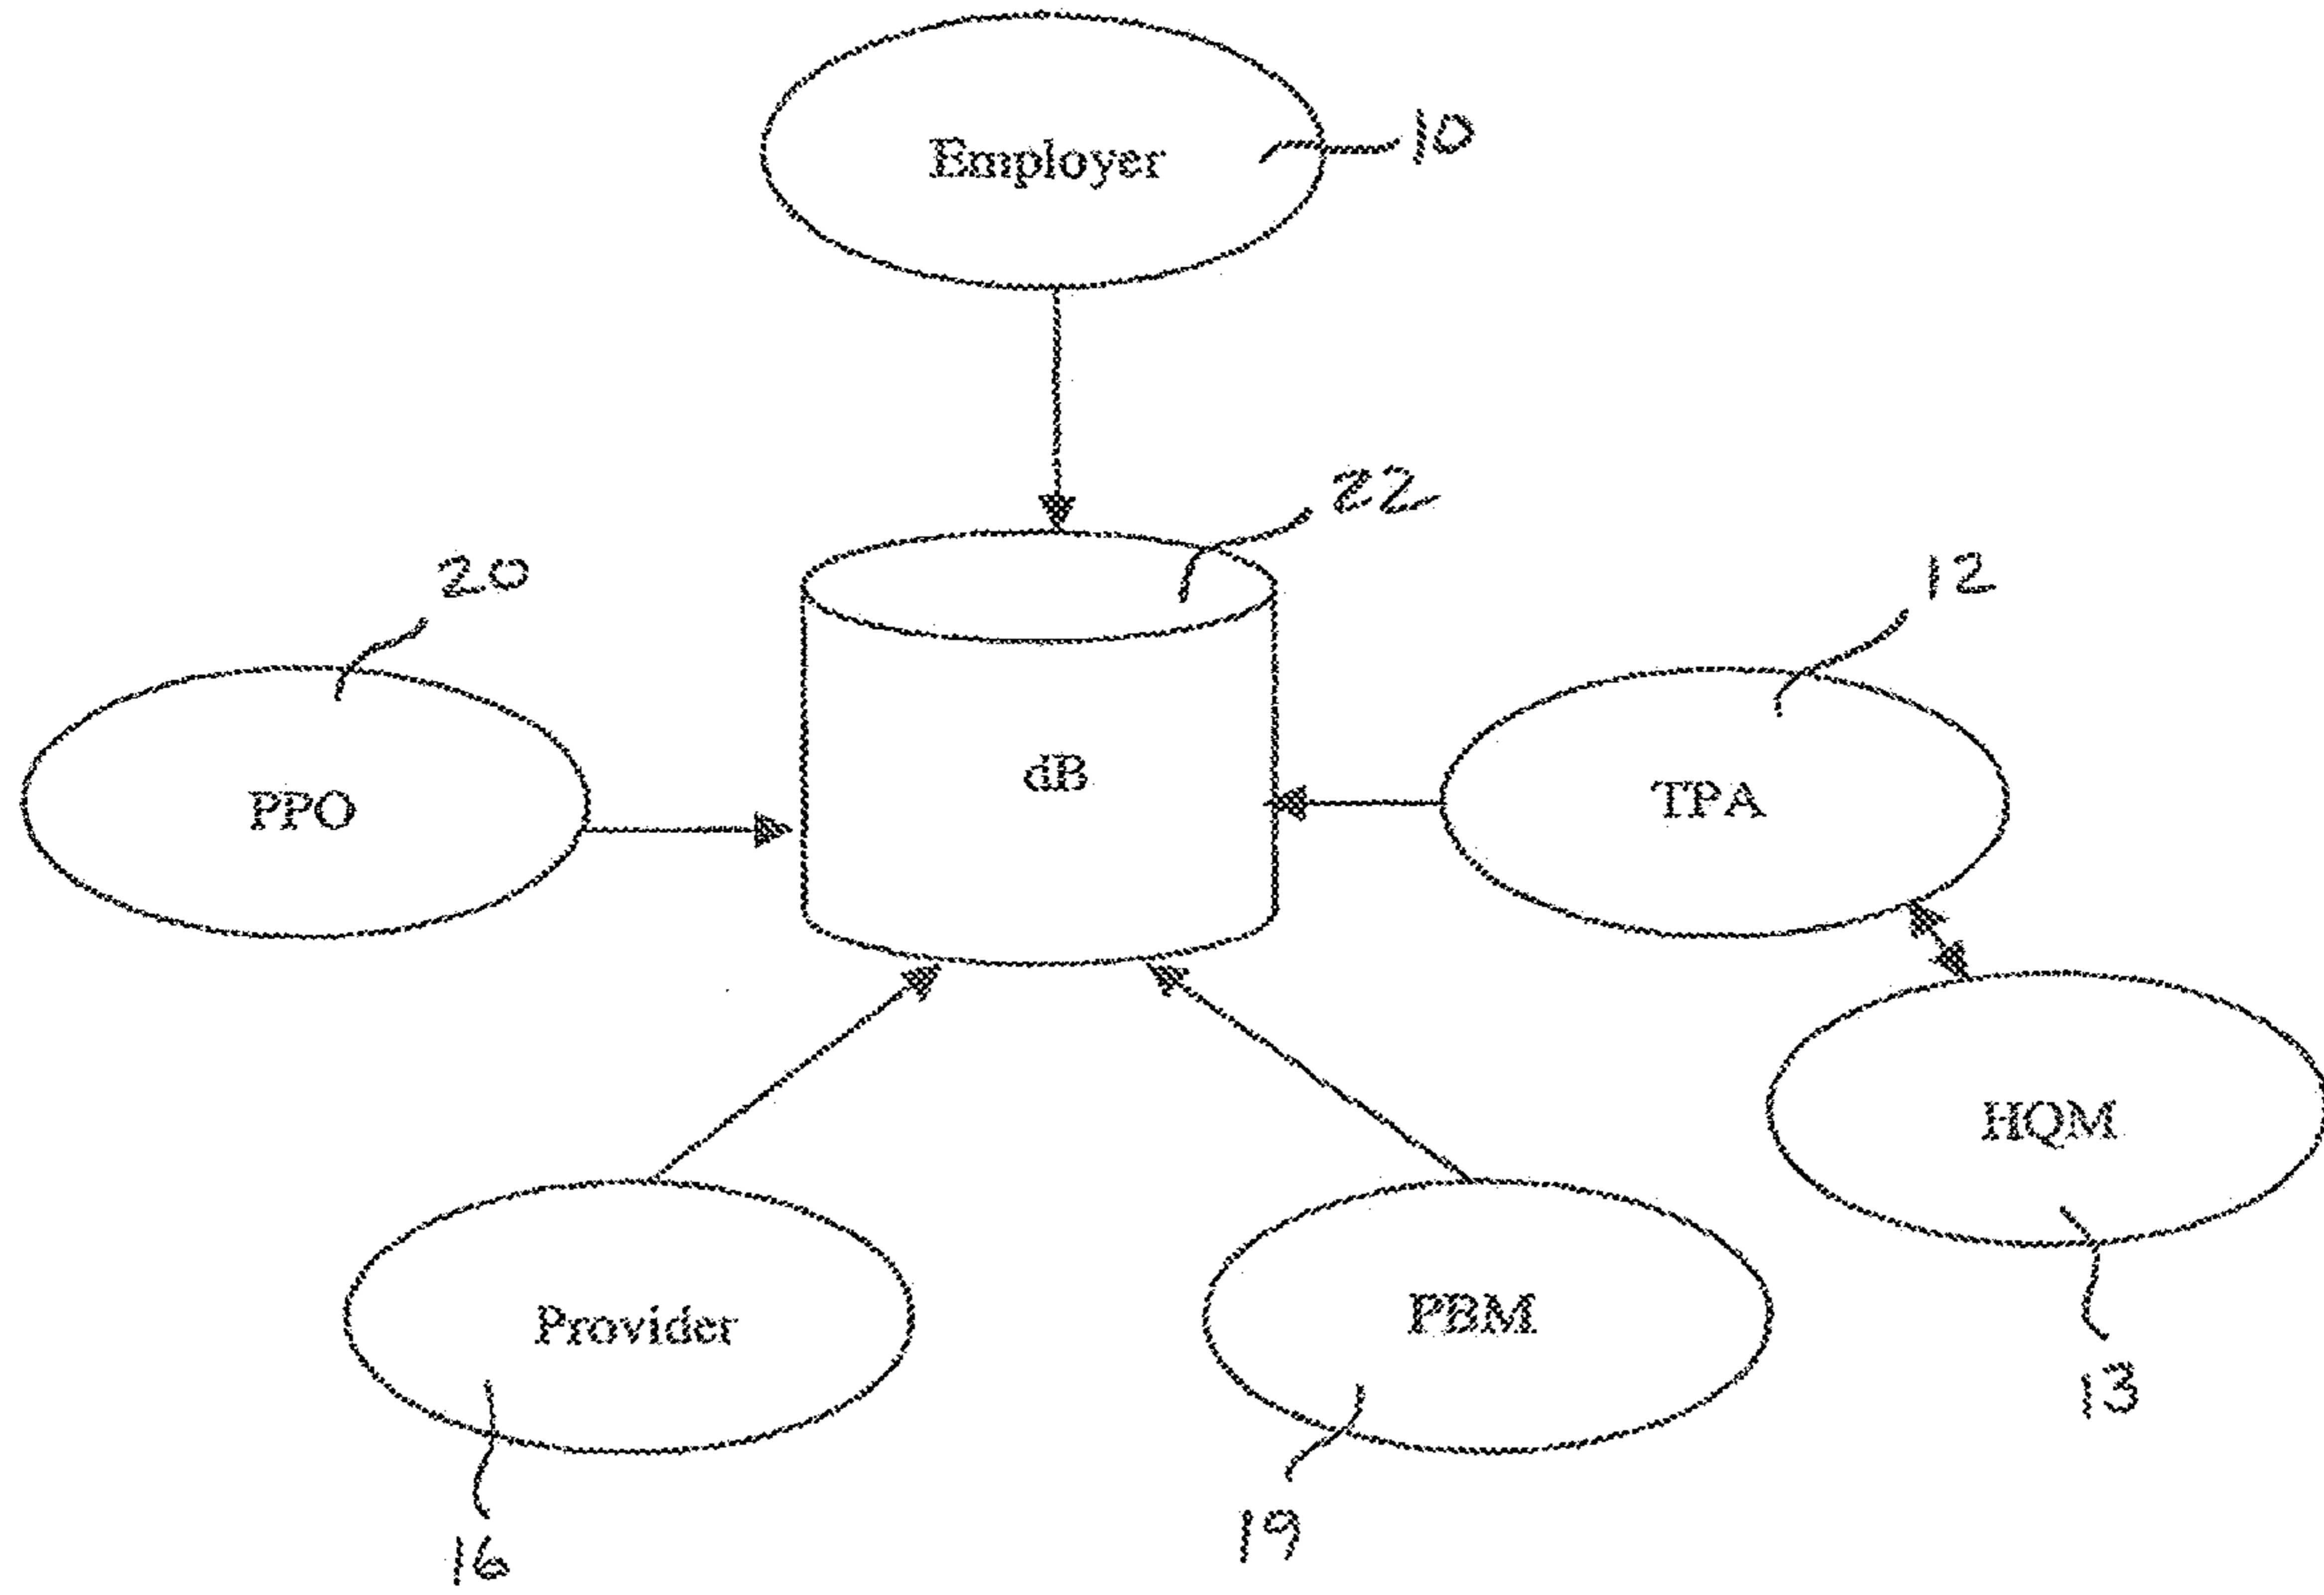 Employer
10
22
20
12
dB
PPO
TPA
HQM
Provider
PBM
13
19
16